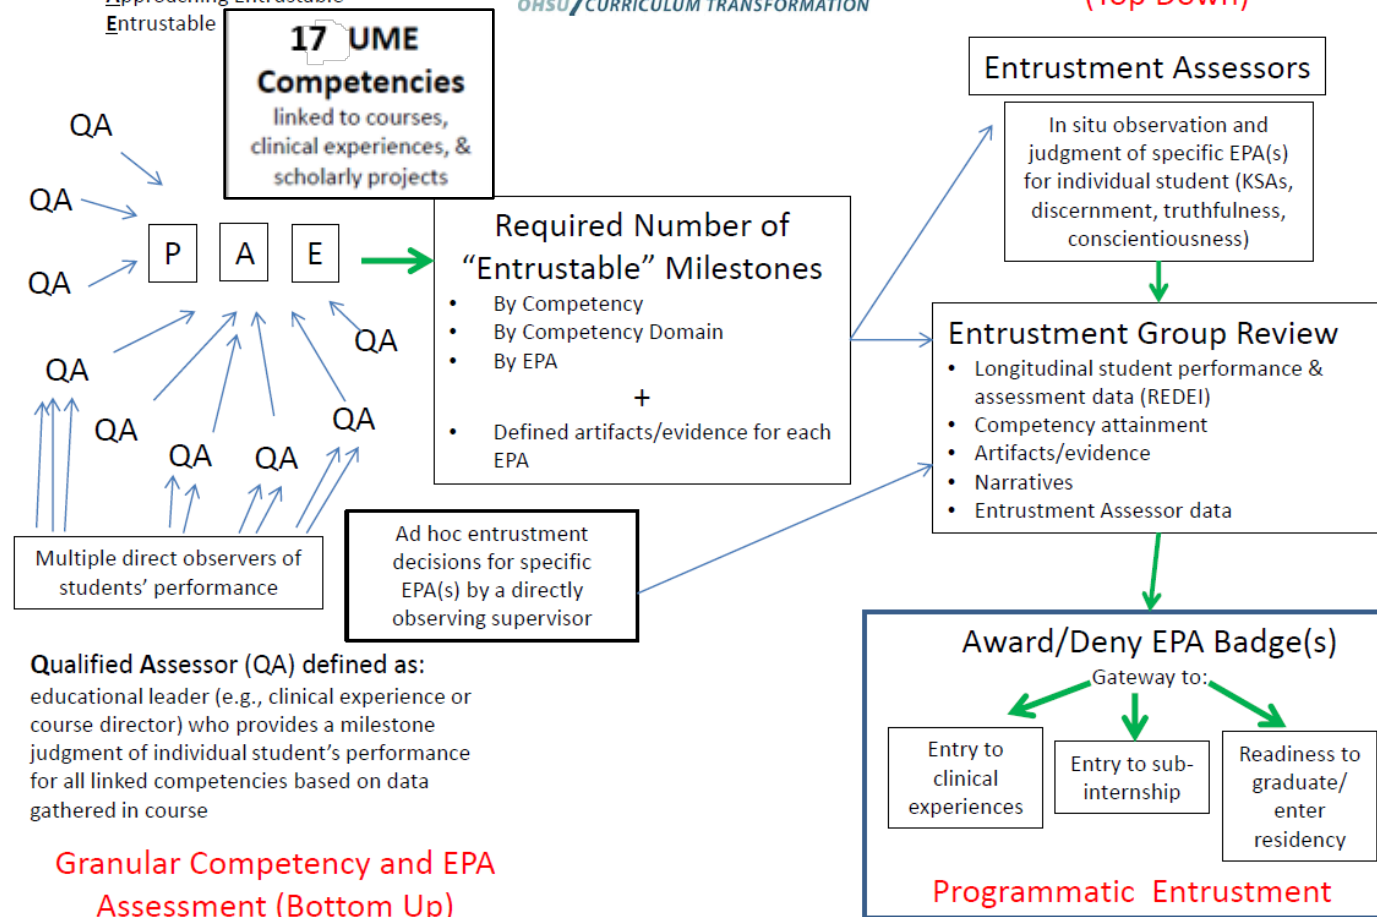 Approaching Entrustable
Entrustable
OHSU/CURRICULUM TRANSFORMATION
(Top Down)
17 UME
Competencies
linked to courses,
clinical experiences, &
scholarly projects
Entrustment Assessors
In situ observation and
judgment of specific EPA(s)
for individual student (KSAs,
discernment, truthfulness,
conscientiousness)
QA
QA
QA
P
A
E
Required Number of
“Entrustable” Milestones
• By Competency
• By Competency Domain
• By EPA
+
• Defined artifacts/evidence for each
EPA
Entrustment Group Review
• Longitudinal student performance &
assessment data (REDEI)
• Competency attainment
• Artifacts/evidence
• Narratives
• Entrustment Assessor data
QA
QA
QA
QA
QA
QA
Multiple direct observers of
students’ performance
Ad hoc entrustment
decisions for specific
EPA(s) by a directly
observing supervisor
Qualified Assessor (QA) defined as:
educational leader (e.g., clinical experience or
course director) who provides a milestone
judgment of individual student’s performance
for all linked competencies based on data
gathered in course
Granular Competency and EPA
Assessment (Bottom Up)
Award/Deny EPA Badge(s)
Gateway to:
Entry to
clinical
experiences
Entry to sub-
internship
Readiness to
graduate/
enter
residency
Programmatic Entrustment